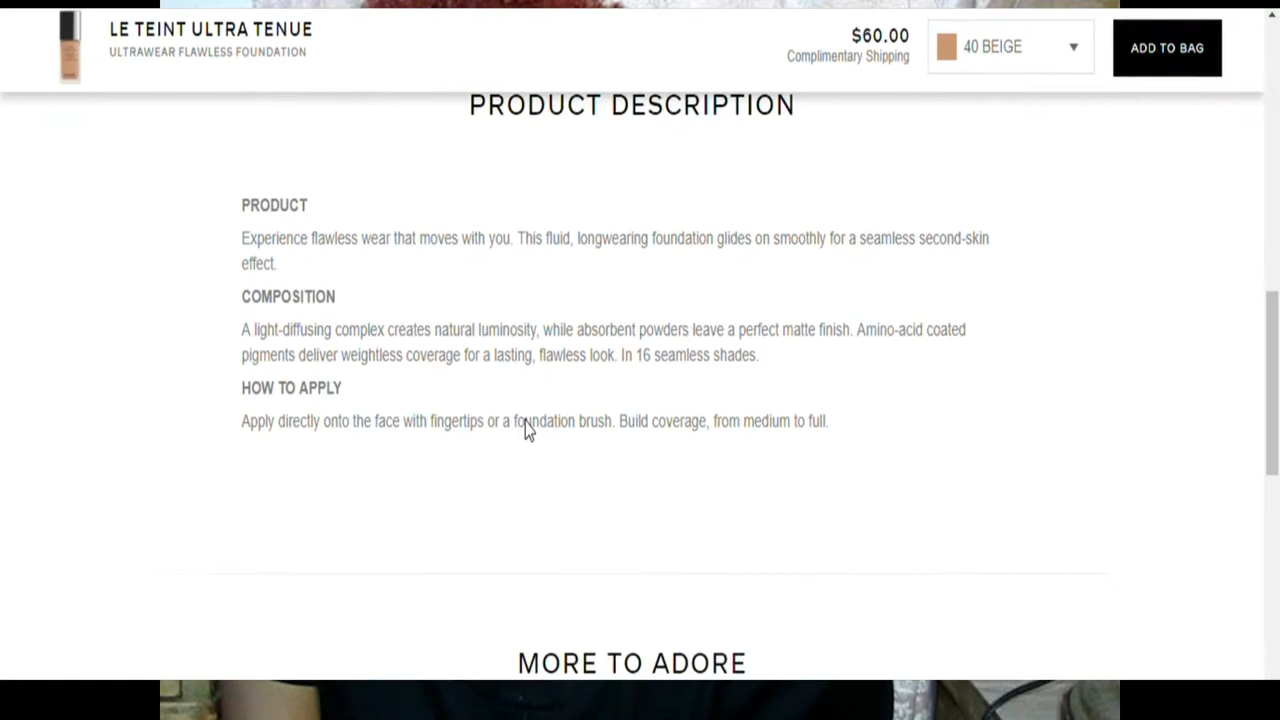 LE TEINT ULTRA TENUE
ULTRAWEAR FLAWLESS FOUNDATION
$60.00
Complimentary Shipping
40 BEIGE
ADD TO BAG
PRODUCT DESCRIPTION
PRODUCT
Experience flawless wear that moves with you. This fluid, longwearing foundation glides on smoothly for a seamless second-skin
effect.
COMPOSITION
A light-diffusing complex creates natural luminosity, while absorbent powders leave a perfect matte finish. Amino-acid coated
pigments deliver weightless coverage for a lasting, flawless look. In 16 seamless shades.
HOW TO APPLY
Apply directly onto the face with fingertips or a foundation brush. Build coverage, from medium to full.
MORE TO ADORE